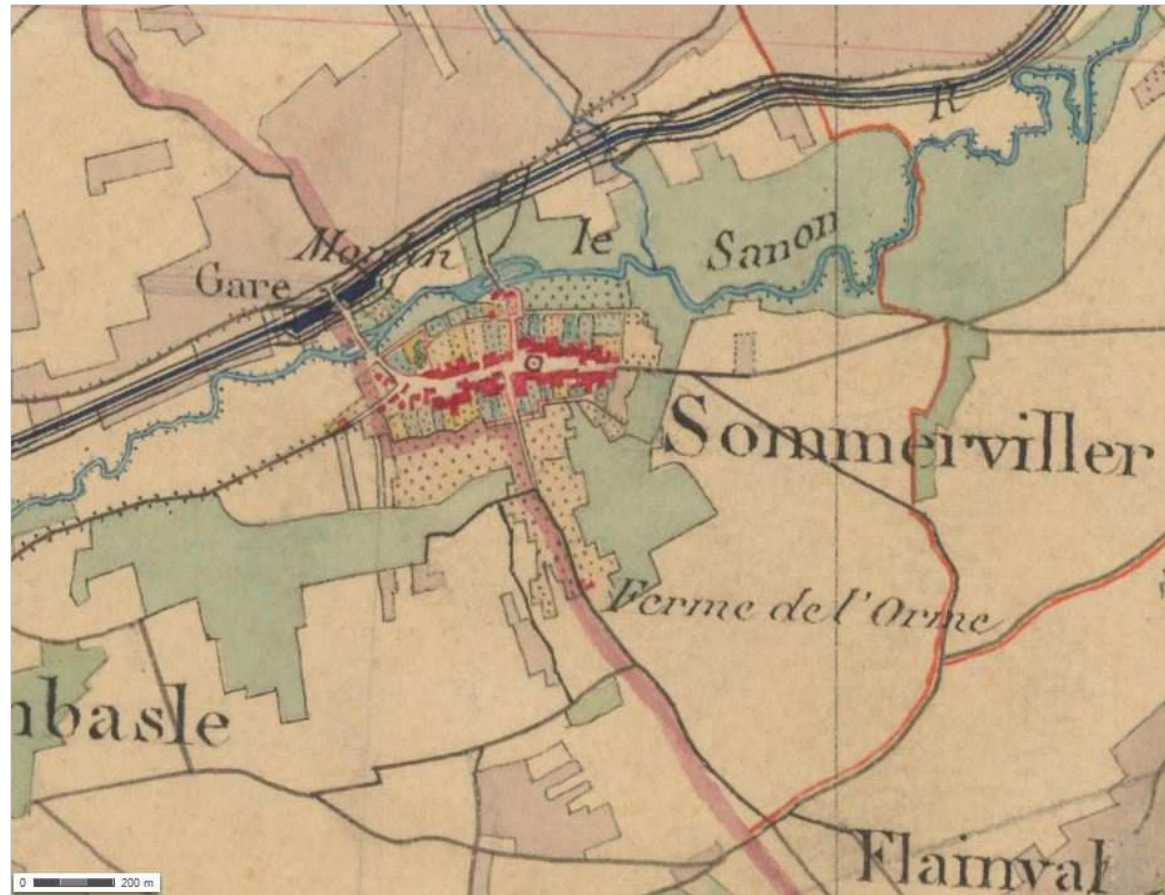 R
le
Sanon
Moulin
Gare
Sommerviller
Ferme de l'Orme
nbasle
Flainval
0 200 m